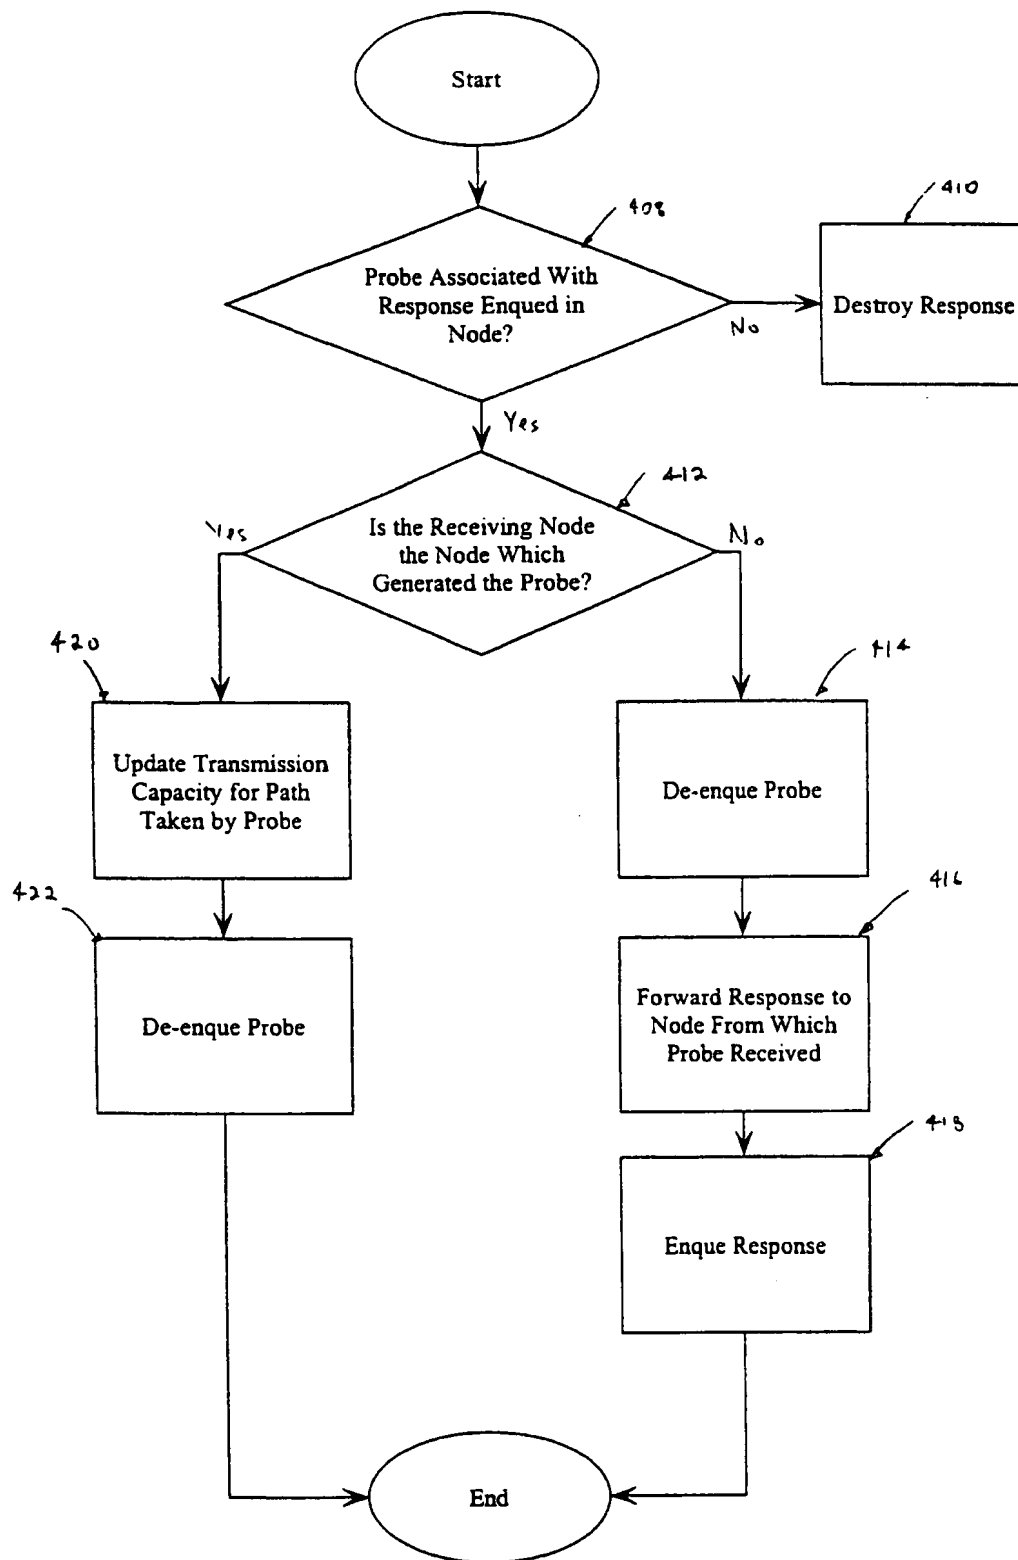 Start
408
410
Probe Associated With
Response Enqued in
Node?
Destroy Response
No
Yes
412
Yes
Is the Receiving Node
the Node Which
Generated the Probe?
No
420
414
Update Transmission
Capacity for Path
Taken by Probe
De-enque Probe
422
416
De-enque Probe
Forward Response to
Node From Which
Probe Received
418
Enque Response
End